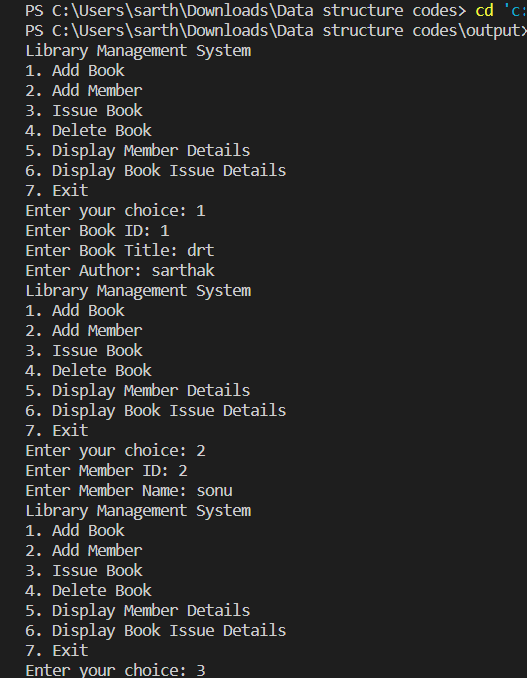 PS C:\Users\sarth\Downloads\Data structure codes> cd 'c:
PS C:\Users\sarth\Downloads\Data structure codes\output>
Library Management System
1. Add Book
2. Add Member
3. Issue Book
4. Delete Book
5. Display Member Details
6. Display Book Issue Details
7. Exit
Enter your choice: 1
Enter Book ID: 1
Enter Book Title: drt
Enter Author: sarthak
Library Management System
1. Add Book
2. Add Member
3. Issue Book
4. Delete Book
5. Display Member Details
6. Display Book Issue Details
7. Exit
Enter your choice: 2
Enter Member ID: 2
Enter Member Name: sonu
Library Management System
1. Add Book
2. Add Member
3. Issue Book
4. Delete Book
5. Display Member Details
6. Display Book Issue Details
7. Exit
Enter your choice: 3